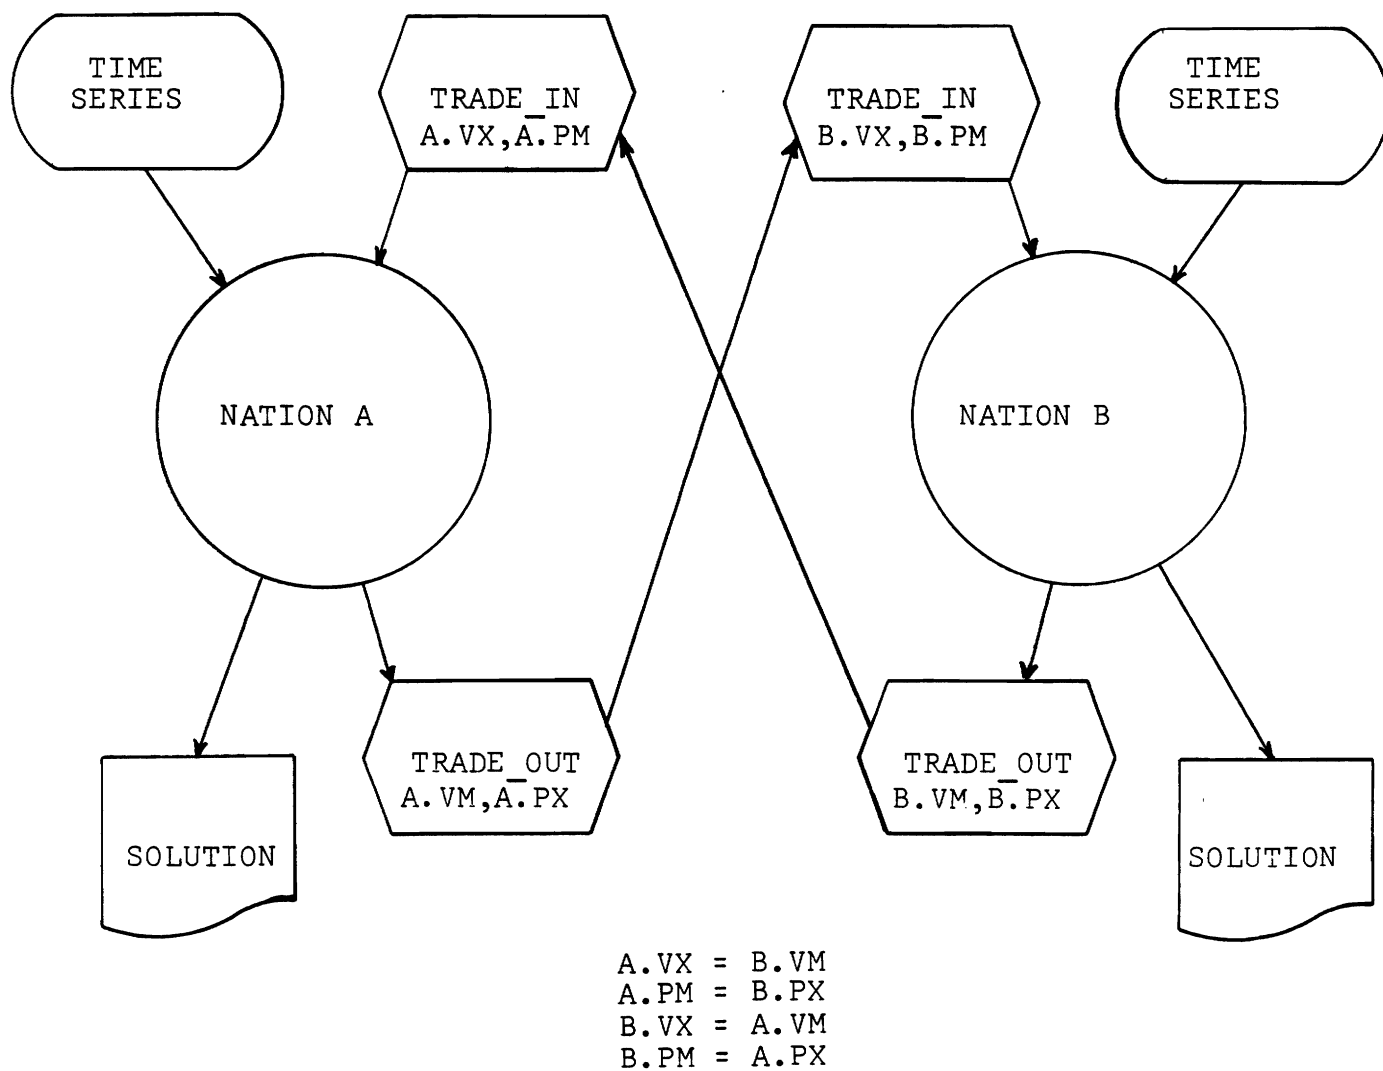 TIME
SERIES
TRADE_IN
A.VX,A.PM
TRADE_IN
B.VX,B.PM
TIME
SERIES
NATION A
NATION B
TRADE_OUT
A.VM,A.PX
TRADE_OUT
B.VM,B.PX
SOLUTION
SOLUTION
A.VX = B.VM
A.PM = B.PX
B.VX = A.VM
B.PM = A.PX